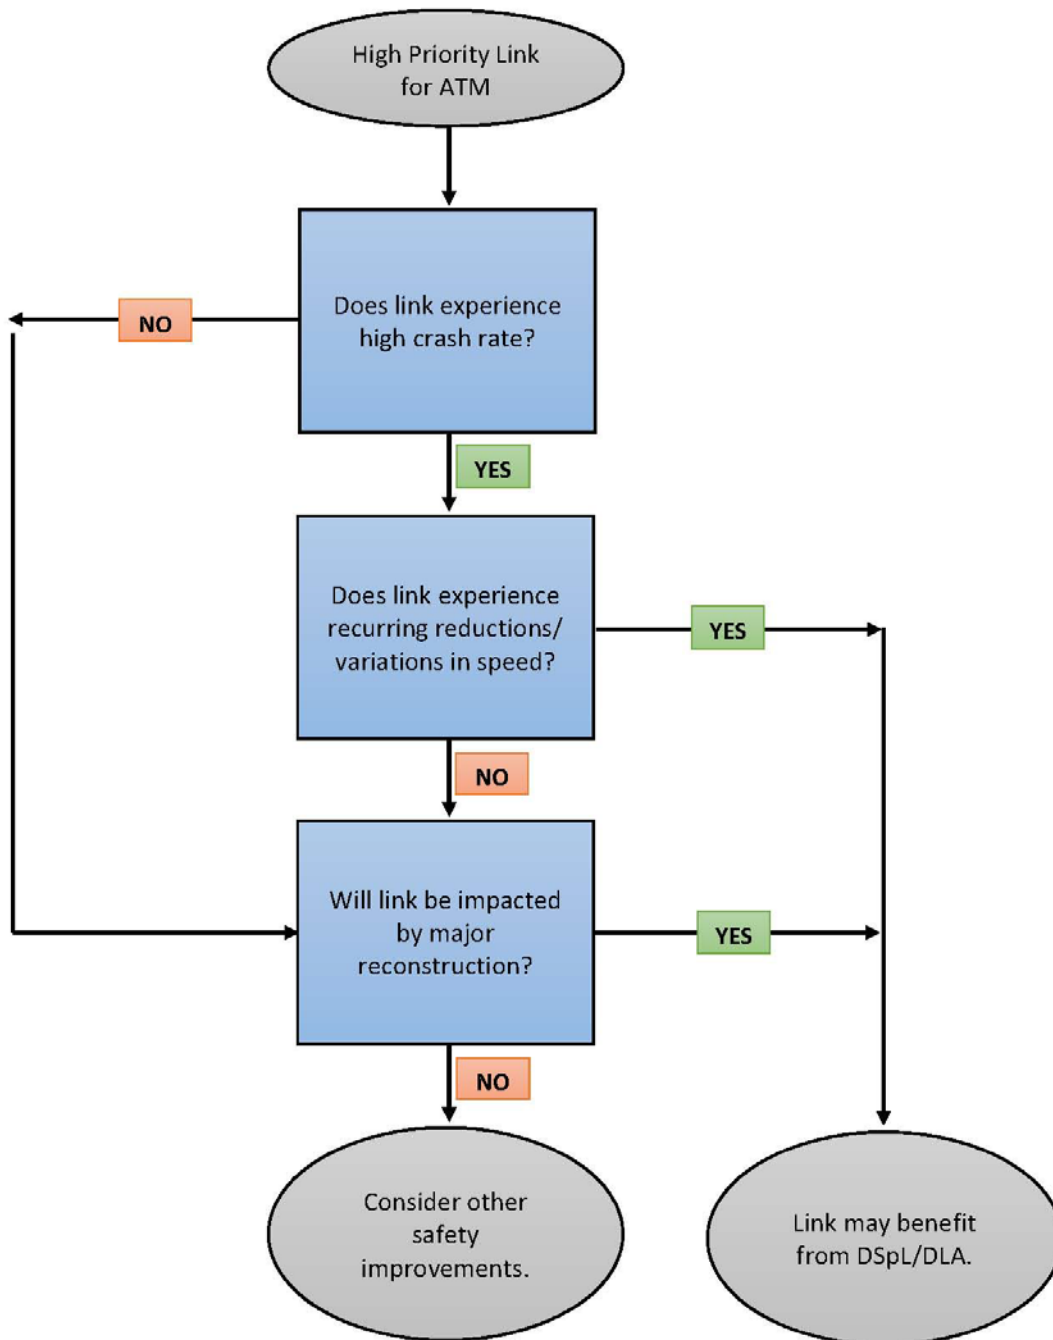 High Priority Link
for ATM
Does link experience
high crash rate?
NO
YES
Does link experience
recurring reductions/
variations in speed?
YES
NO
Will link be impacted
by major
reconstruction?
YES
NO
Consider other
safety
improvements.
Link may benefit
from DSpL/DLA.